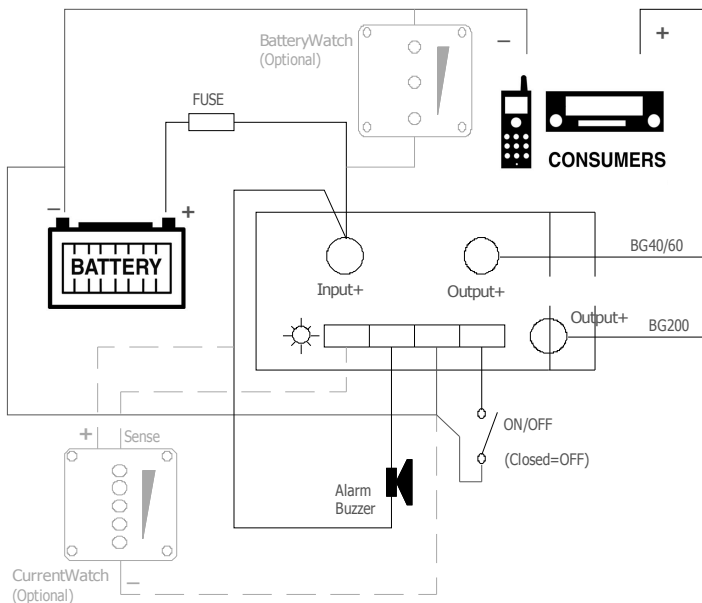 BatteryWatch
(Optional)
−
+
FUSE
CONSUMERS
−
+
BATTERY
Input+
Output+
BG40/60
Output+
BG200
+
Sense
ON/OFF
(Closed=OFF)
Alarm
Buzzer
CurrentWatch
(Optional)
−